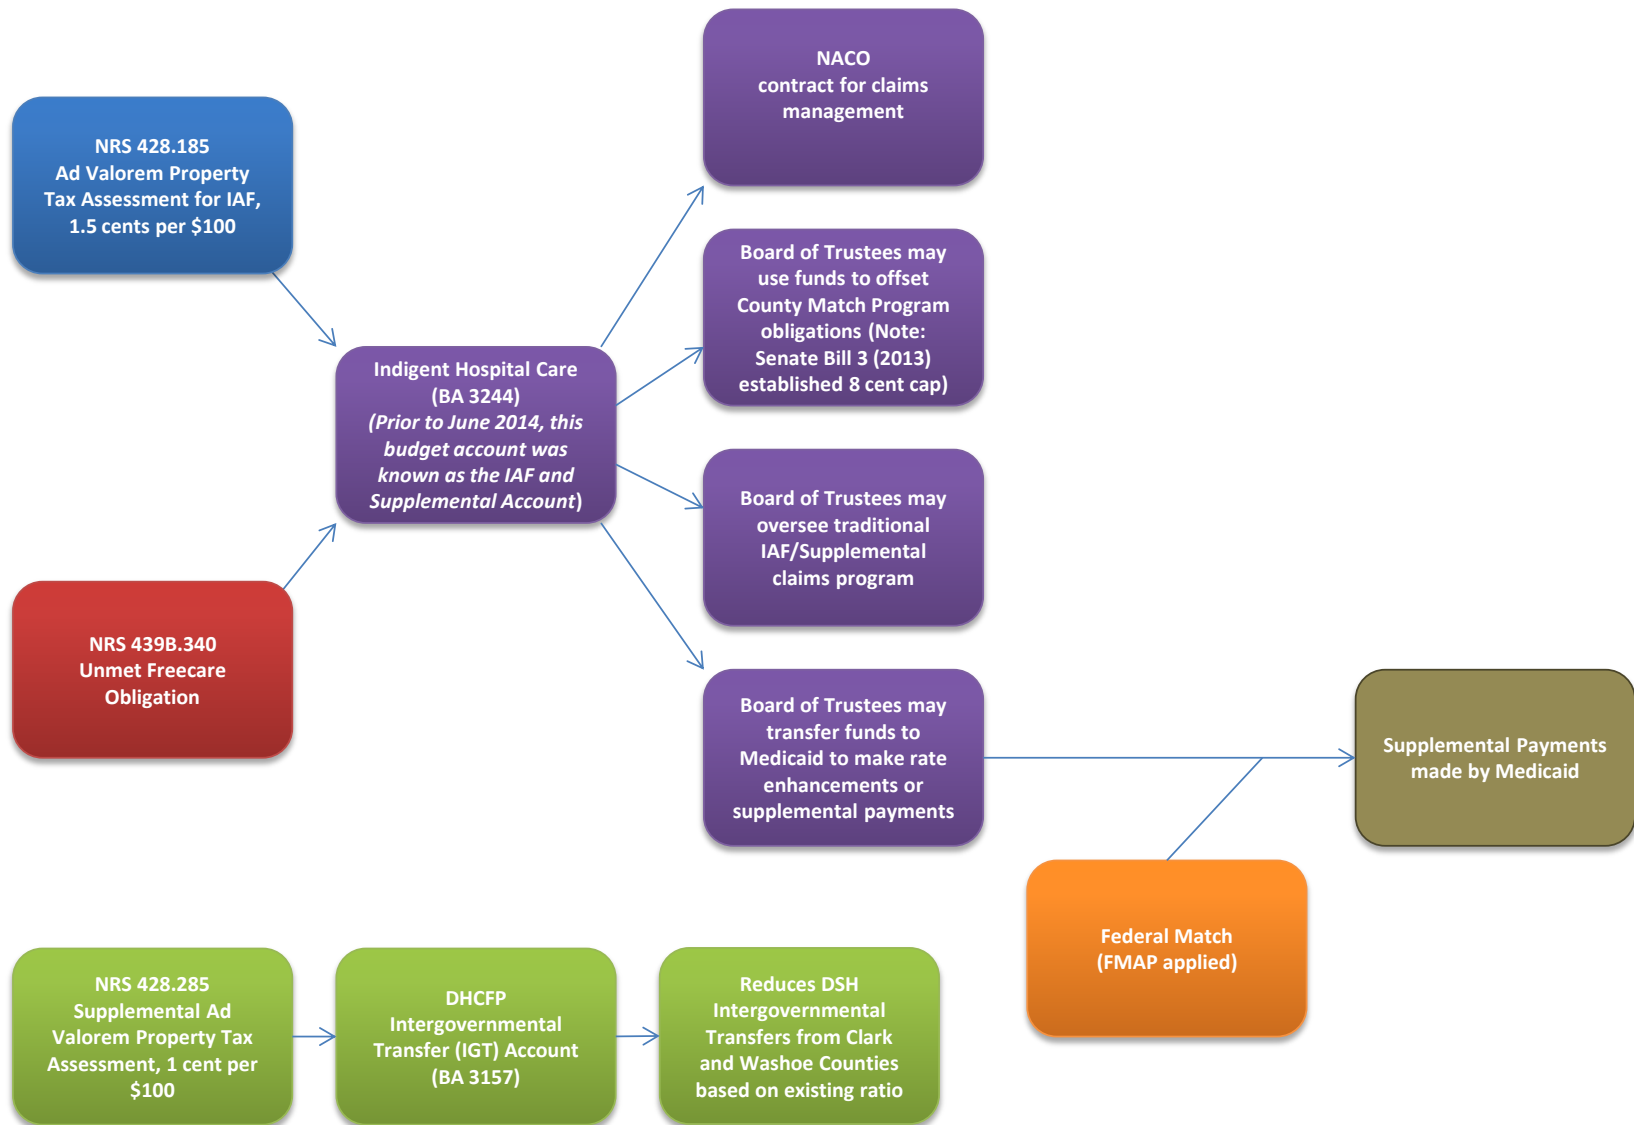 NACO
contract for claims
management
NRS 428.185
Ad Valorem Property
Tax Assessment for IAF,
1.5 cents per $100
Board of Trustees may
use funds to offset
County Match Program
obligations (Note:
Senate Bill 3 (2013)
established 8 cent cap)
Indigent Hospital Care
(BA 3244)
(Prior to June 2014, this
budget account was
known as the IAF and
Supplemental Account)
Board of Trustees may
oversee traditional
IAF/Supplemental
claims program
NRS 439B.340
Unmet Freecare
Obligation
Board of Trustees may
transfer funds to
Medicaid to make rate
enhancements or
supplemental payments
Supplemental Payments
made by Medicaid
Federal Match
(FMAP applied)
NRS 428.285
Supplemental Ad
Valorem Property Tax
Assessment, 1 cent per
$100
DHCFP
Intergovernmental
Transfer (IGT) Account
(BA 3157)
Reduces DSH
Intergovernmental
Transfers from Clark
and Washoe Counties
based on existing ratio